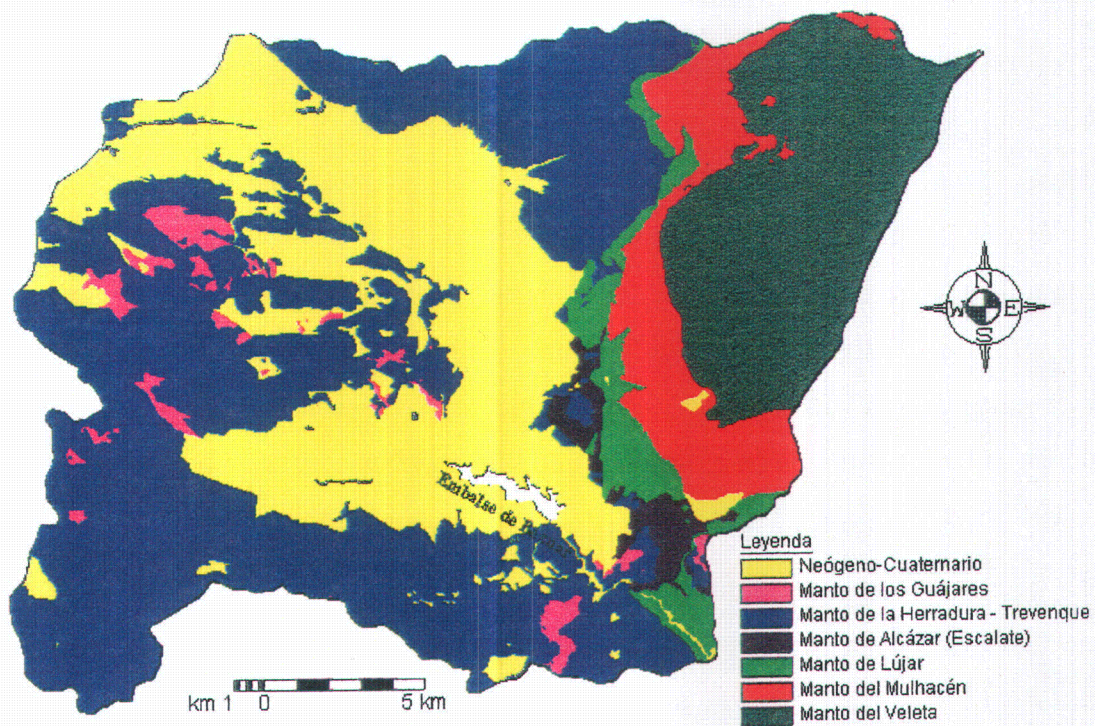 N
W E
S
Embalse de
Leyenda
Neógeno-Cuaternario
Manto de los Guájares
Manto de la Herradura - Trevenque
Manto de Alcázar (Escalate)
Manto de Lújar
Manto del Mulhacén
Manto del Veleta
km 1 0 5 km